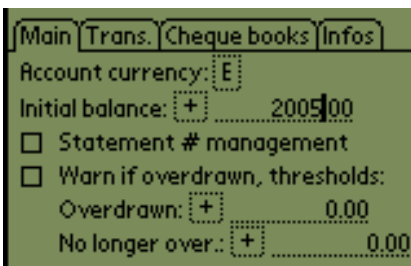 Main Trans. Cheque books Infos
Account currency: E
Initial balance: + 2005.00
Statement # management
Warn if overdrawn, thresholds:
Overdrawn: + 0.00
No longer over.: + 0.00